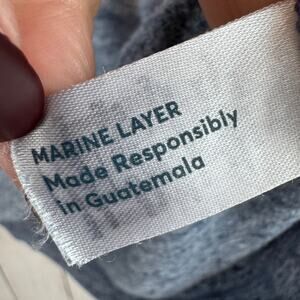 MARINE LAYER
Made Responsibly
in Guatemala